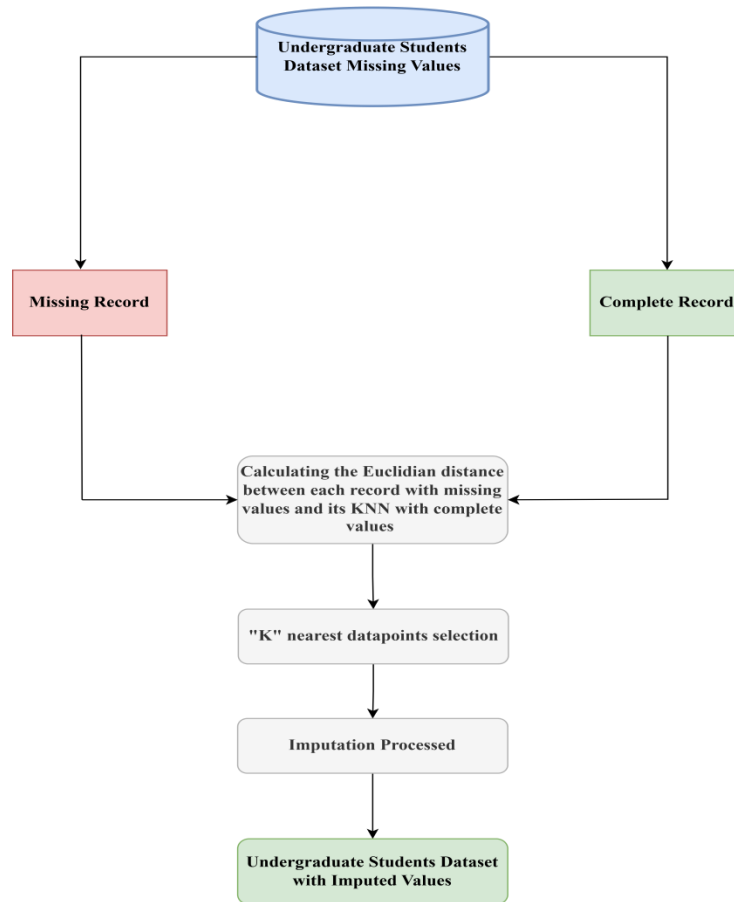 Undergraduate Students
Dataset Missing Values
Missing Record
Complete Record
Calculating the Euclidian distance
between each record with missing
values and its KNN with complete
values
"K" nearest datapoints selection
Imputation Processed
Undergraduate Students Dataset
with Imputed Values